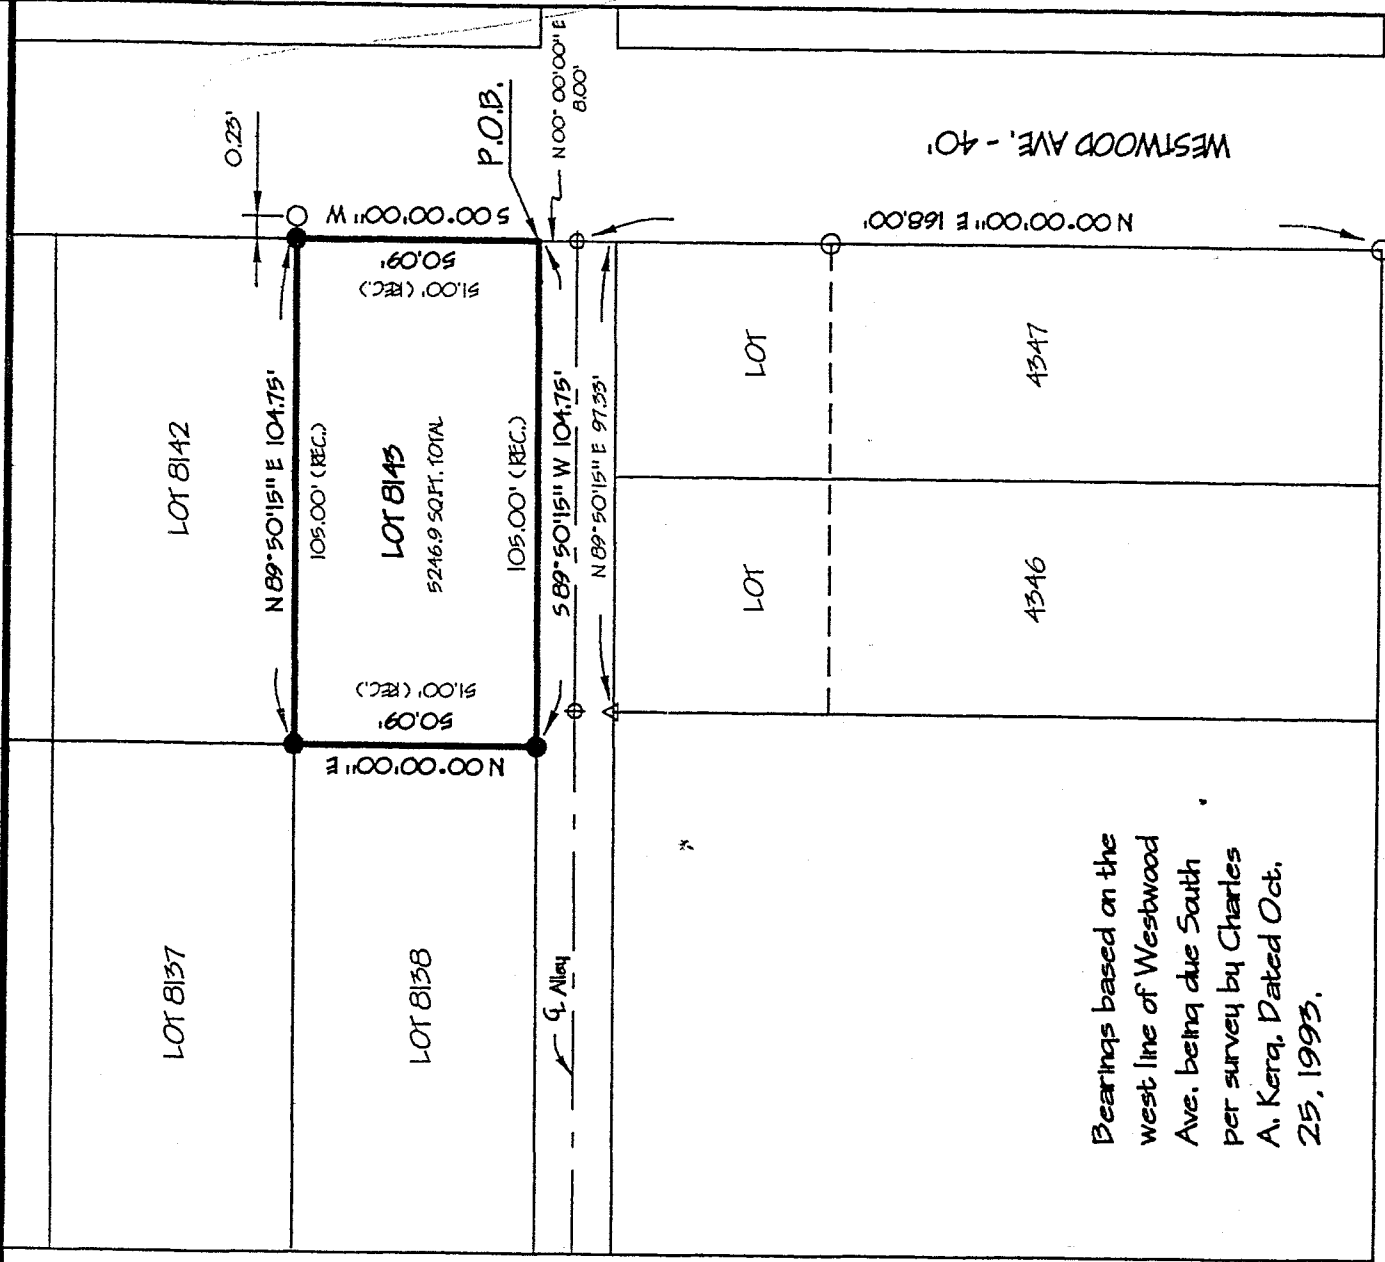 0.23'
P.O.B.
N 00° 00'00" E
8.00'
WESTWOOD AVE. - 40'
S 00°00'00" W
50.09'
51.00' (REC.)
N 00°00'00" E 168.00'
LOT 8142
N 89°50'15" E 104.75'
105.00' (REC.)
LOT 8143
5246.9 SQ.FT. TOTAL
105.00' (REC.)
S 89°50'15" W 104.75'
N 89°50'15" E 97.33'
LOT
4347
LOT
4346
51.00' (REC.)
50.09'
N 00°00'00" E
LOT 8137
LOT 8138
℄ Alley
Bearings based on the
west line of Westwood
Ave. being due South
per survey by Charles
A. Kerg, Dated Oct.
25, 1993.